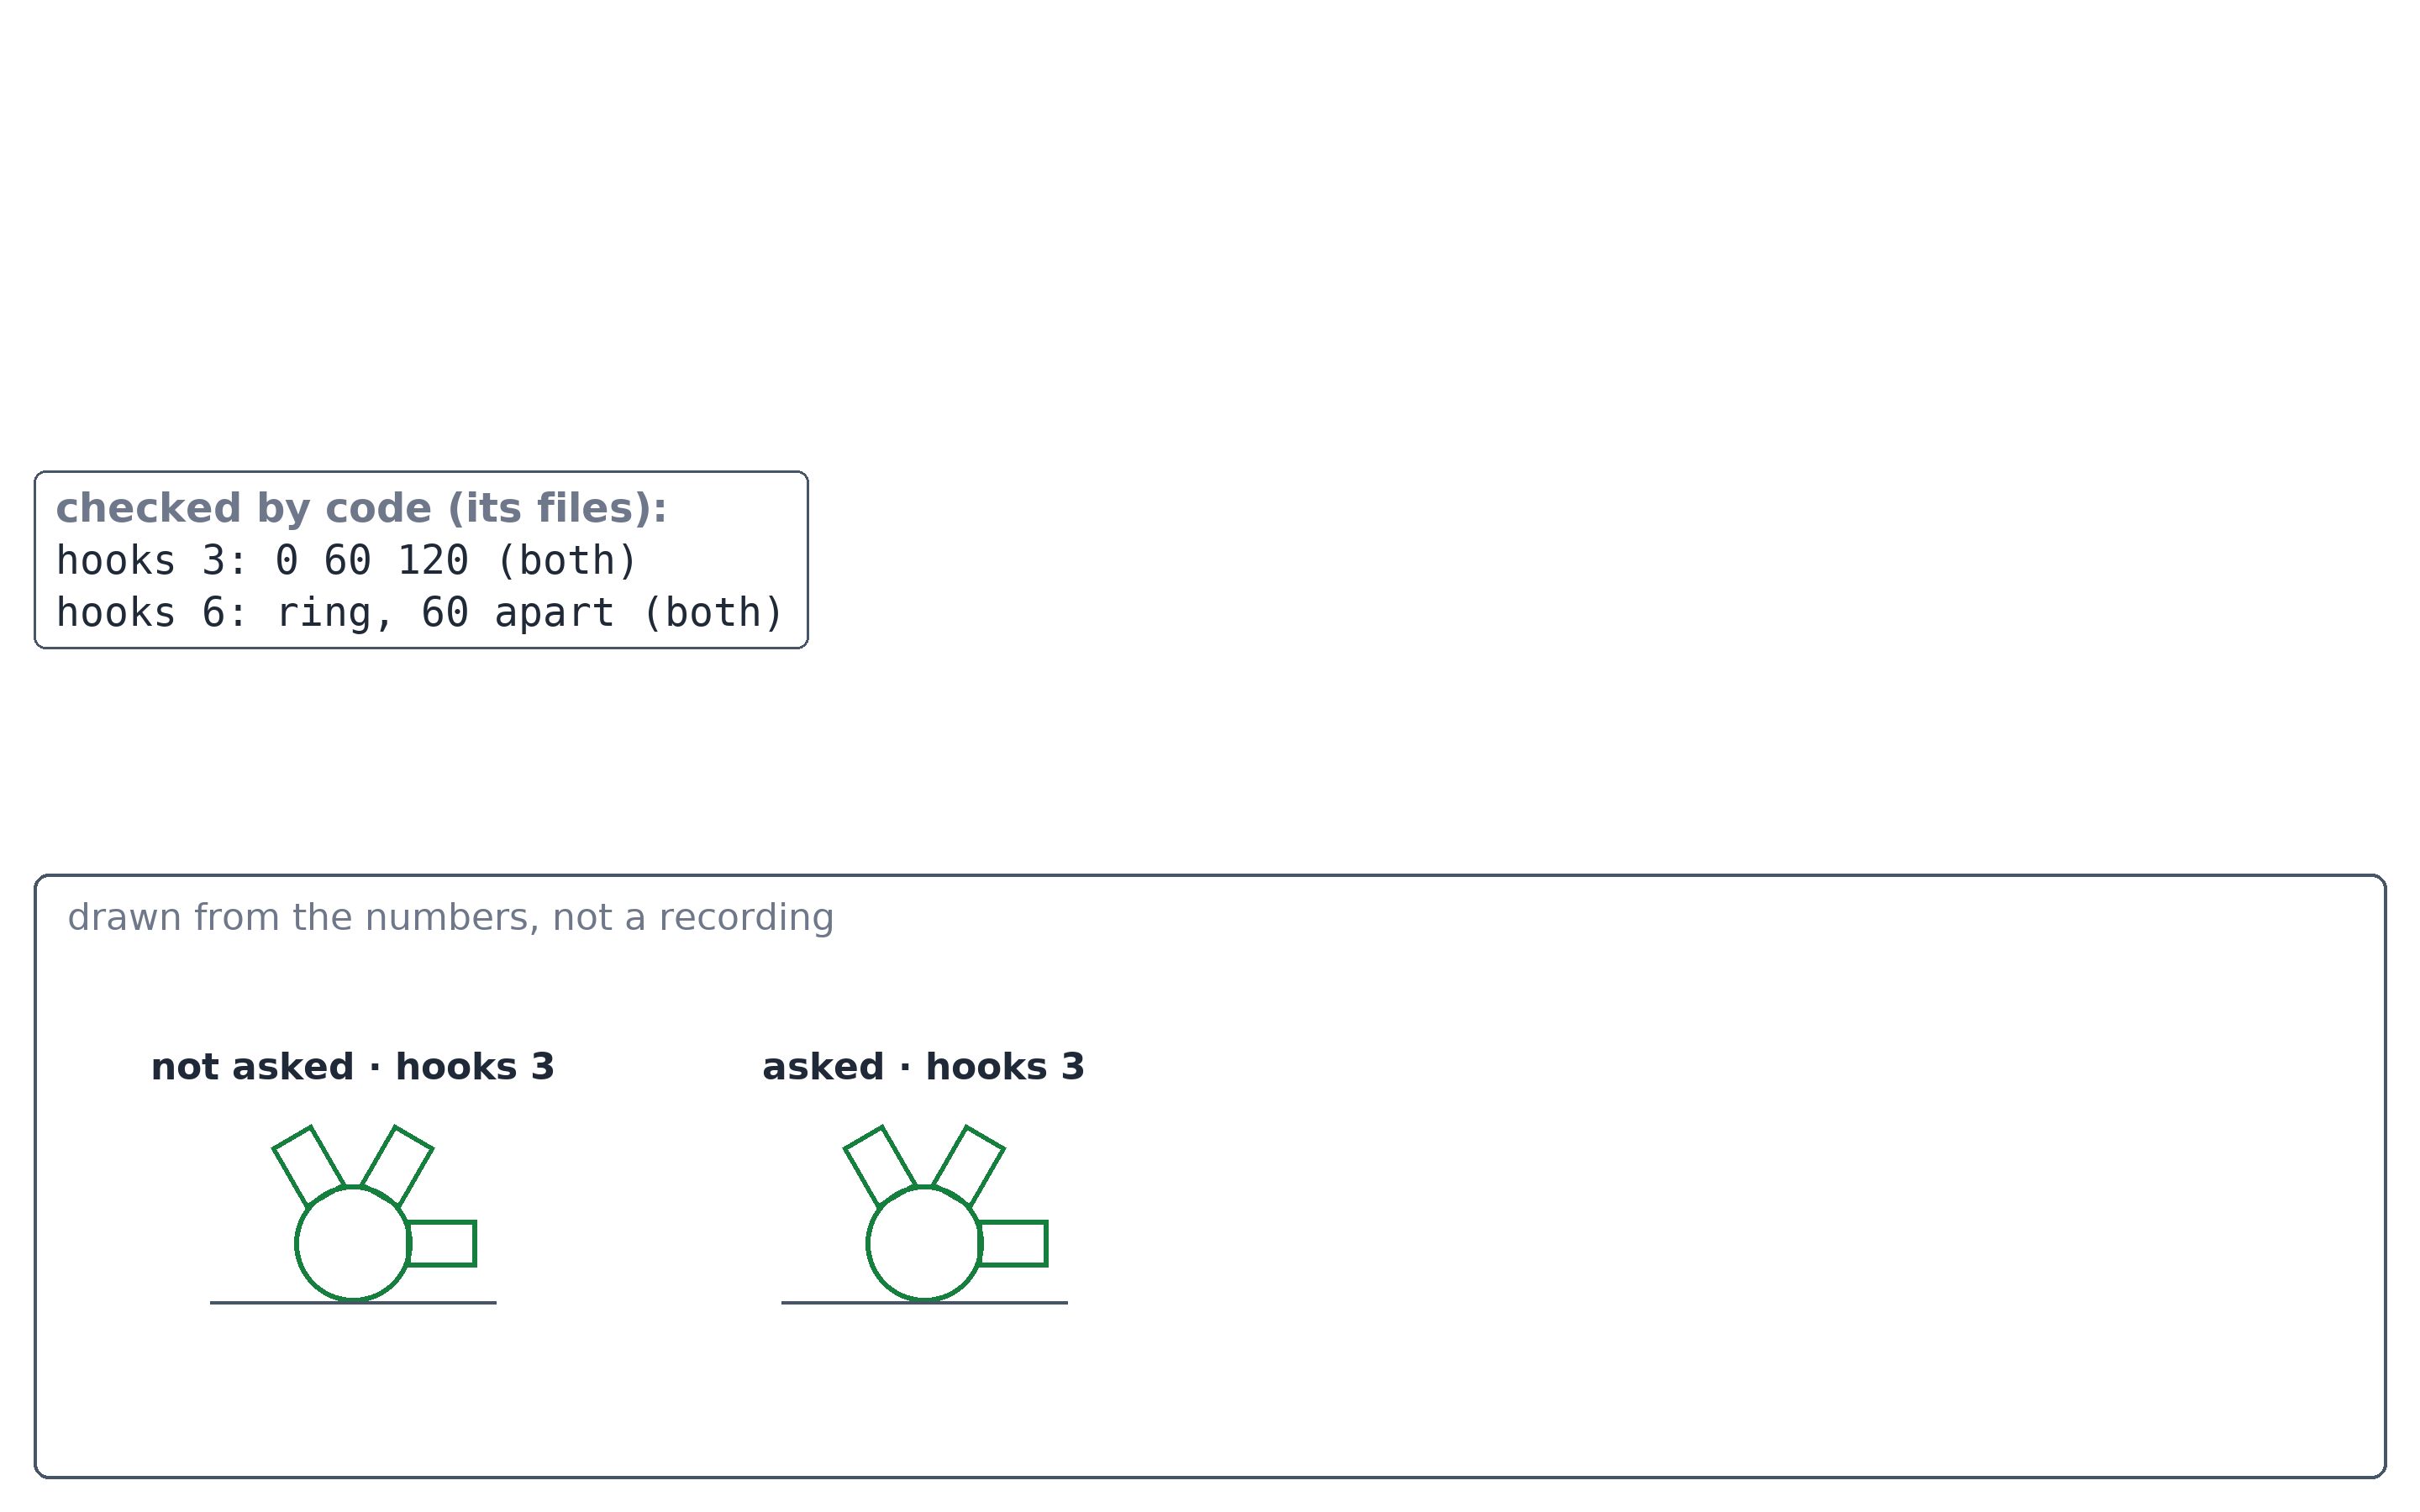 checked by code (its files):
hooks 3: 0 60 120 (both)
hooks 6: ring, 60 apart (both)
drawn from the numbers, not a recording
not asked · hooks 3
asked · hooks 3